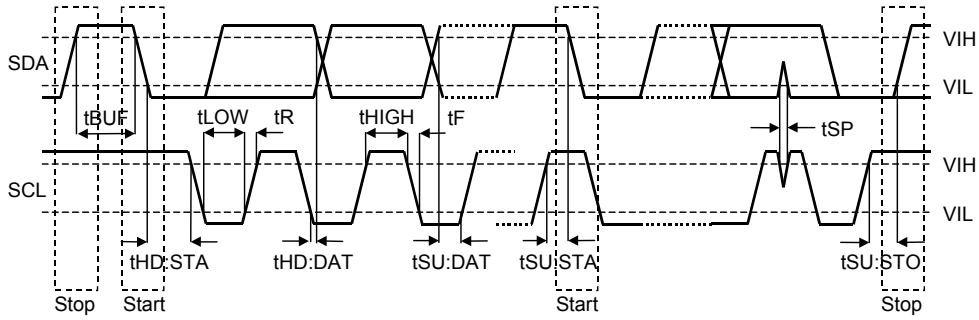 VIH
SDA
VIL
tBUF tLOW tR tHIGH tF tSP
VIH
SCL
VIL
tHD:STA tHD:DAT tSU:DAT tSU:STA tSU:STO
Stop Start Start Stop